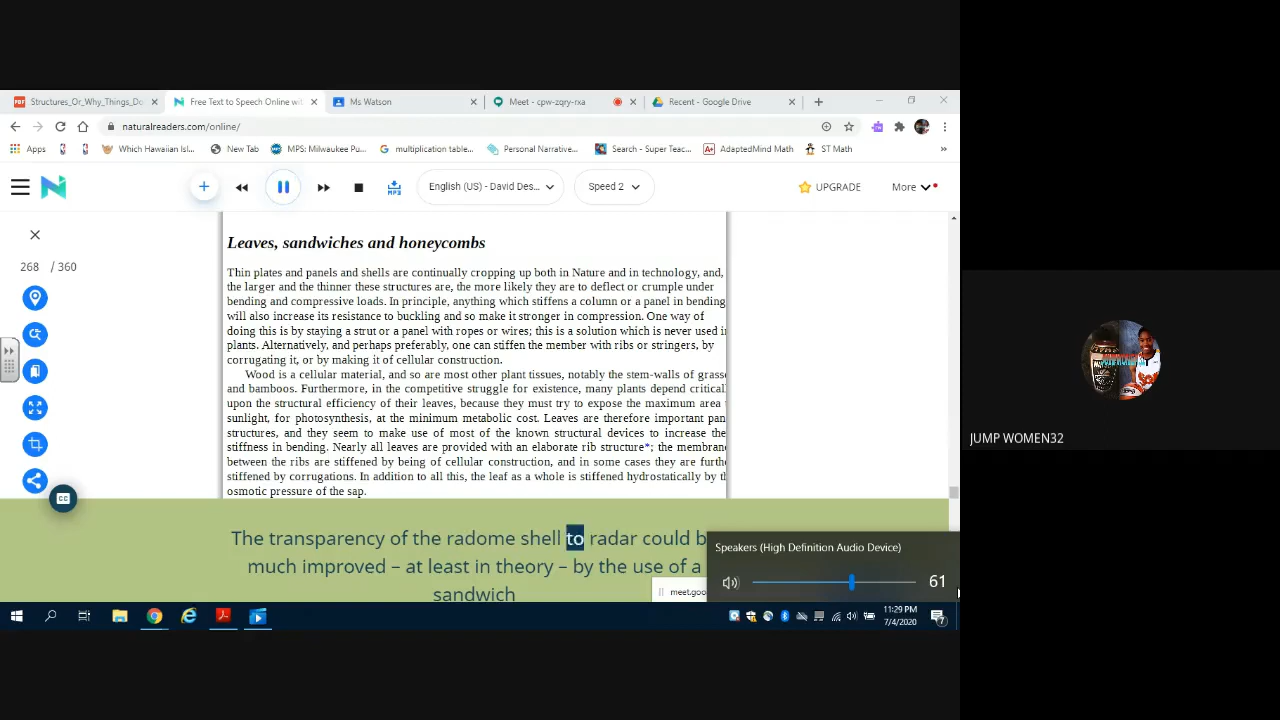 Structures_Or_Why_Things_Do
Free Text to Speech Online wit
Ms Watson
Meet - cpw-zqry-rxa
Recent - Google Drive
naturalreaders.com/online/
Apps
Which Hawaiian Isl...
New Tab
MPS: Milwaukee Pu...
multiplication table...
Personal Narrative...
Search - Super Teac...
AdaptedMind Math
ST Math
»
MP3
English (US) - David Des...
Speed 2
UPGRADE
More
268 / 360
Leaves, sandwiches and honeycombs
Thin plates and panels and shells are continually cropping up both in Nature and in technology, and,
the larger and the thinner these structures are, the more likely they are to deflect or crumple under
bending and compressive loads. In principle, anything which stiffens a column or a panel in bending
will also increase its resistance to buckling and so make it stronger in compression. One way of
doing this is by staying a strut or a panel with ropes or wires; this is a solution which is never used i
plants. Alternatively, and perhaps preferably, one can stiffen the member with ribs or stringers, by
corrugating it, or by making it of cellular construction.
Wood is a cellular material, and so are most other plant tissues, notably the stem-walls of grasse
and bamboos. Furthermore, in the competitive struggle for existence, many plants depend critical
upon the structural efficiency of their leaves, because they must try to expose the maximum area
sunlight, for photosynthesis, at the minimum metabolic cost. Leaves are therefore important pan
structures, and they seem to make use of most of the known structural devices to increase the
stiffness in bending. Nearly all leaves are provided with an elaborate rib structure*; the membrane
between the ribs are stiffened by being of cellular construction, and in some cases they are furthe
stiffened by corrugations. In addition to all this, the leaf as a whole is stiffened hydrostatically by th
osmotic pressure of the sap.
CC
The transparency of the radome shell to radar could b
much improved – at least in theory – by the use of a
sandwich
Speakers (High Definition Audio Device)
61
meet.goo
11:29 PM
7/4/2020
JUMP WOMEN32